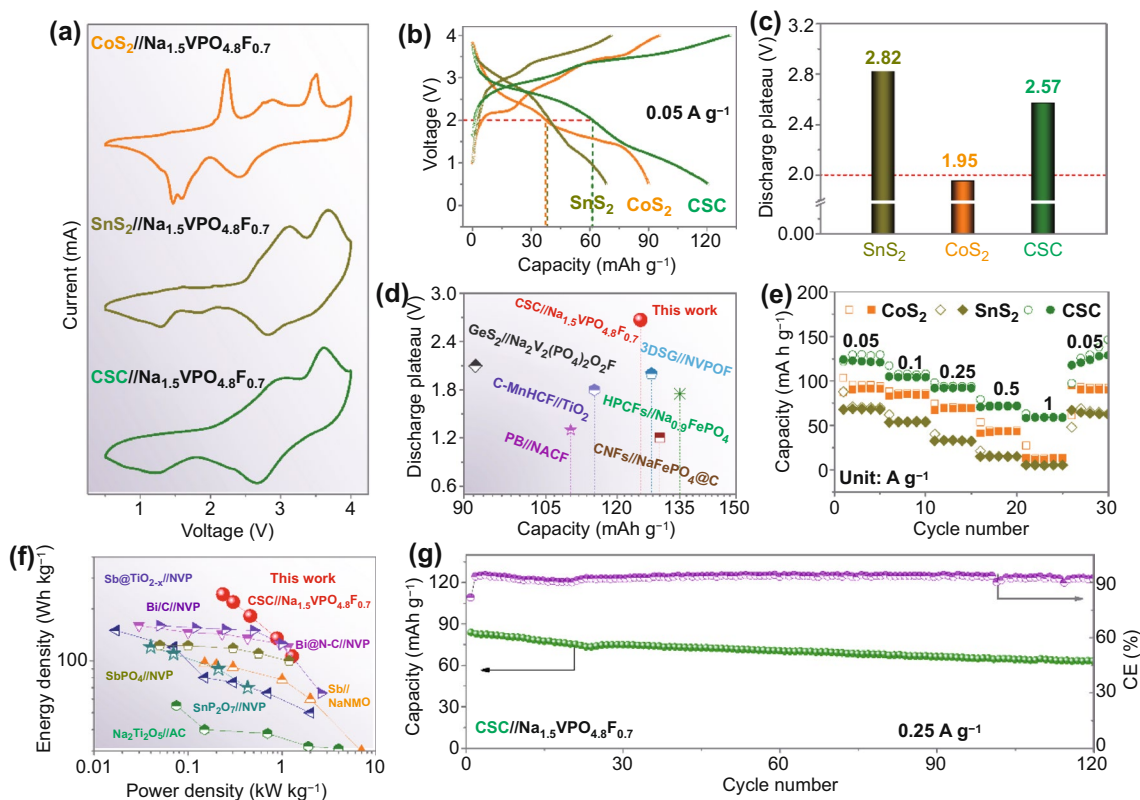 (a)
CoS₂//Na₁.₅VPO₄.₈F₀.₇
SnS₂//Na₁.₅VPO₄.₈F₀.₇
CSC//Na₁.₅VPO₄.₈F₀.₇
Current (mA)
0 1 2 3 4
Voltage (V)
(b)
0.05 A g⁻¹
Voltage (V)
4
3
2
1
0
SnS₂ CoS₂ CSC
0 30 60 90 120
Capacity (mAh g⁻¹)
(c)
Discharge plateau (V)
2.8
2.4
2.0
0.00
2.82
1.95
2.57
SnS₂ CoS₂ CSC
(d)
Discharge plateau (V)
3.0
2.4
1.8
1.2
0.6
CSC//Na₁.₅VPO₄.₈F₀.₇
This work
GeS₂//Na₂V₂(PO₄)₂O₂F
3DSG//NVPOF
C-MnHCF//TiO₂
HPCFs//Na₀.₉FePO₄
PB//NACF
CNFs//NaFePO₄@C
90 105 120 135 150
Capacity (mAh g⁻¹)
(e)
Capacity (mA h g⁻¹)
200
150
100
50
0
CoS₂ SnS₂ CSC
0.05
0.1
0.25
0.5
1
0.05
Unit: A g⁻¹
0 10 20 30
Cycle number
(f)
Energy density (Wh kg⁻¹)
100
Sb@TiO₂₋ₓ//NVP
This work
CSC//Na₁.₅VPO₄.₈F₀.₇
Bi/C//NVP
Bi@N-C//NVP
SbPO₄//NVP
Sb//
NaNMO
SnP₂O₇//NVP
Na₂Ti₂O₅//AC
0.01 0.1 1 10
Power density (kW kg⁻¹)
(g)
Capacity (mAh g⁻¹)
120
90
75
60
30
0
CSC//Na₁.₅VPO₄.₈F₀.₇
0.25 A g⁻¹
0 30 60 90 120
Cycle number
90
60
30
0
CE (%)